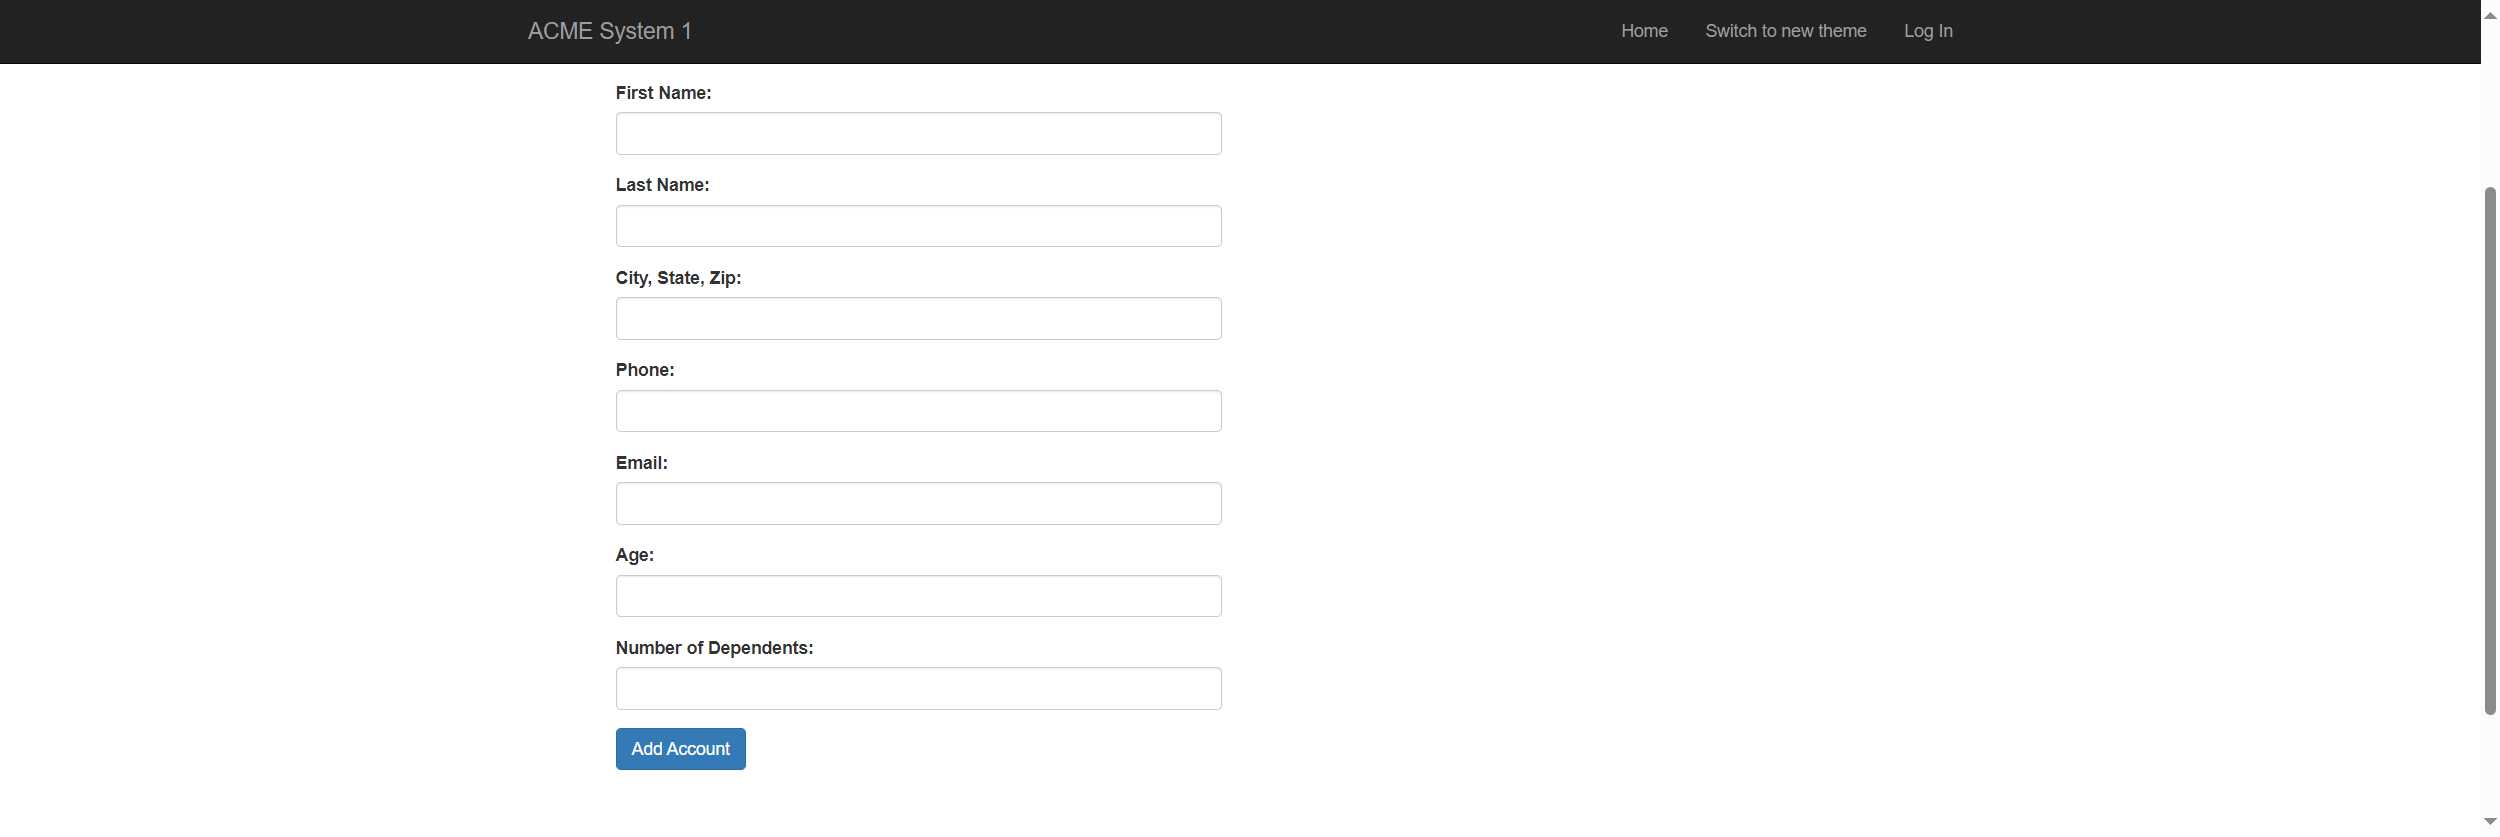 ACME System 1 Home Switch to new theme Log In
First Name:
Last Name:
City, State, Zip:
Phone:
Email:
Age:
Number of Dependents:
Add Account